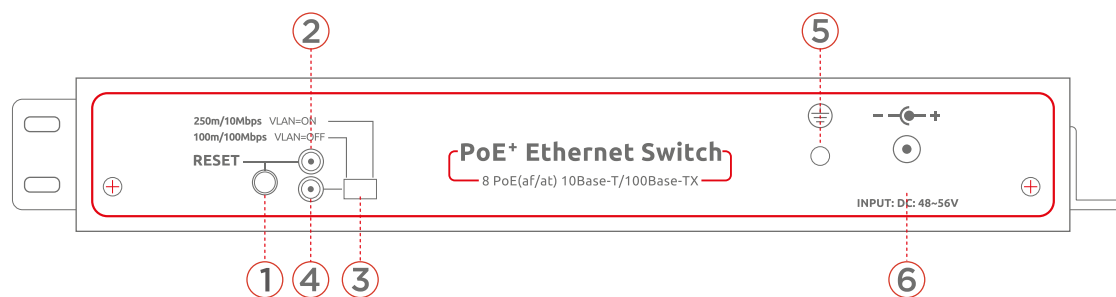 2
5
250m/10Mbps VLAN=ON
100m/100Mbps VLAN=OFF
RESET
PoE+ Ethernet Switch
8 PoE(af/at) 10Base-T/100Base-TX
- +
INPUT: DC: 48~56V
1
4
3
6